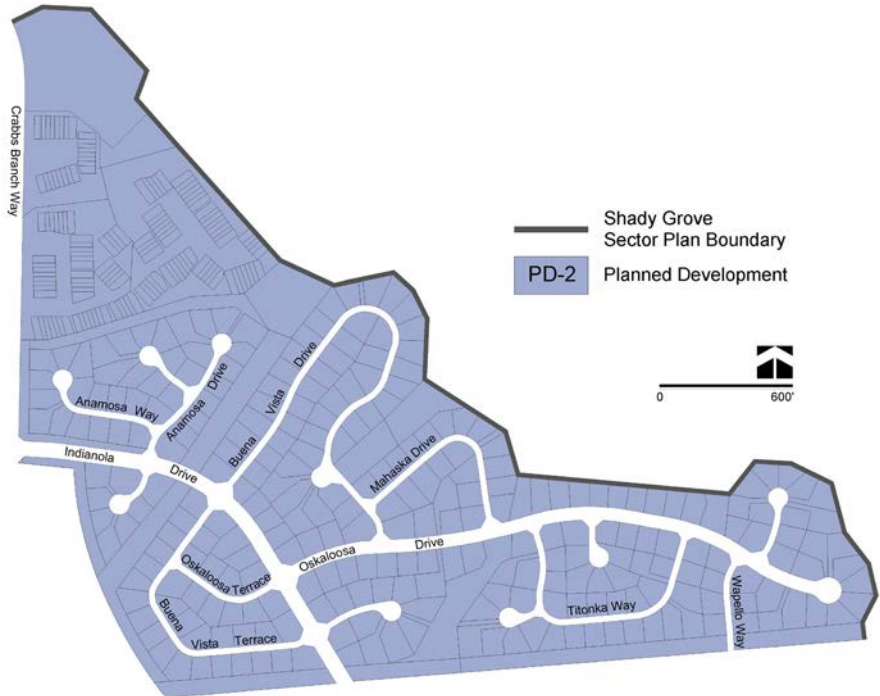 Crabbs Branch Way
Shady Grove
Sector Plan Boundary
PD-2
Planned Development
0
600'
Anamosa Way
Anamosa Drive
Buena Vista Drive
Mahaska Drive
Indianola Drive
Oskaloosa Drive
Oskaloosa Terrace
Buena Vista Terrace
Titonka Way
Wapello Way